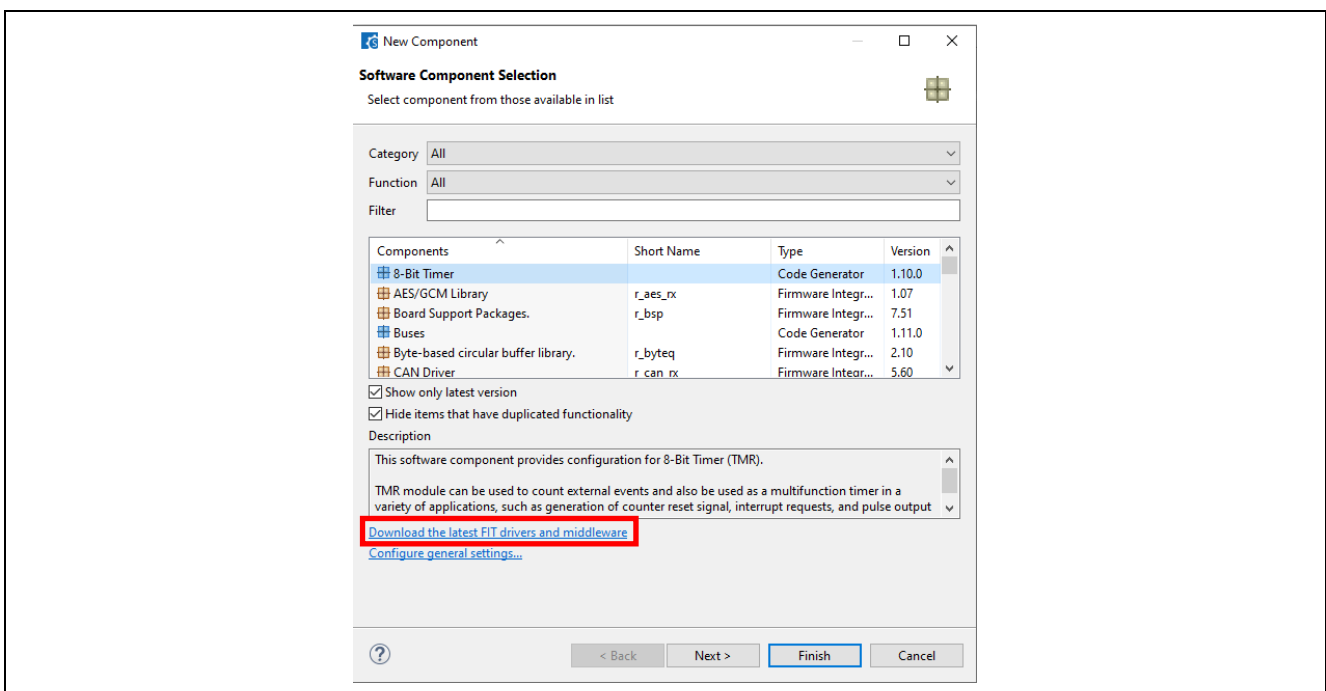 New Component
Software Component Selection
Select component from those available in list
Category All
Function All
Filter
Components Short Name Type Version
8-Bit Timer Code Generator 1.10.0
AES/GCM Library r_aes_rx Firmware Integr... 1.07
Board Support Packages. r_bsp Firmware Integr... 7.51
Buses Code Generator 1.11.0
Byte-based circular buffer library. r_byteq Firmware Integr... 2.10
CAN Driver r_can_rx Firmware Integr... 5.60
Show only latest version
Hide items that have duplicated functionality
Description
This software component provides configuration for 8-Bit Timer (TMR).
TMR module can be used to count external events and also be used as a multifunction timer in a
variety of applications, such as generation of counter reset signal, interrupt requests, and pulse output
Download the latest FIT drivers and middleware
Configure general settings...
< Back Next > Finish Cancel